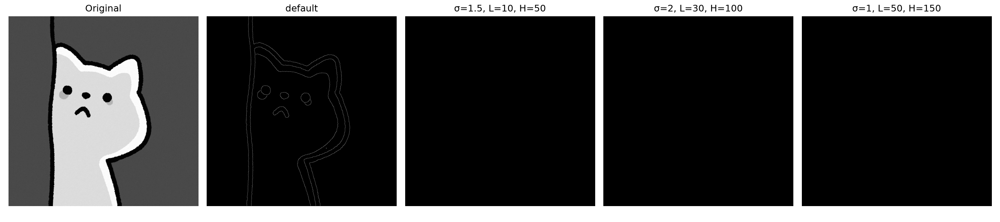 Original
default
σ=1.5, L=10, H=50
σ=2, L=30, H=100
σ=1, L=50, H=150